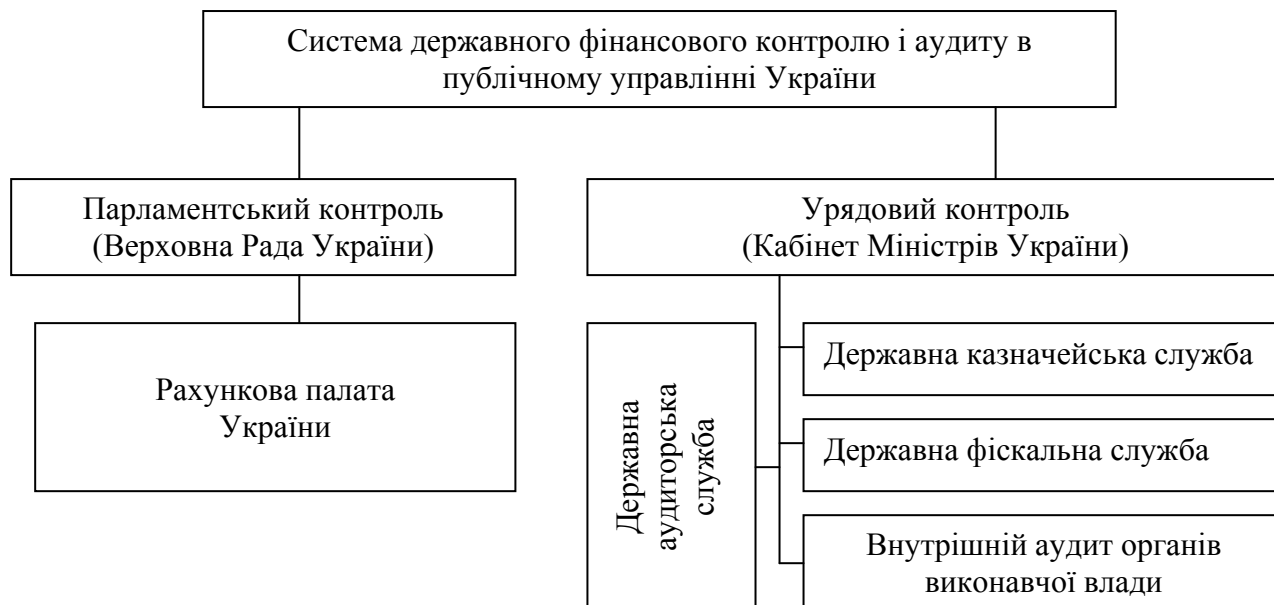 Система державного фінансового контролю і аудиту в
публічному управлінні України
Парламентський контроль
(Верховна Рада України)
Урядовий контроль
(Кабінет Міністрів України)
Рахункова палата
України
Державна
аудиторська
служба
Державна казначейська служба
Державна фіскальна служба
Внутрішній аудит органів
виконавчої влади